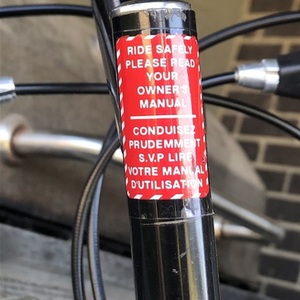 RIDE SAFELY
PLEASE READ
YOUR
OWNER'S
MANUAL
CONDUISEZ
PRUDEMMENT
S.V.P LIRE
VOTRE MANUAL
D'UTILISATION